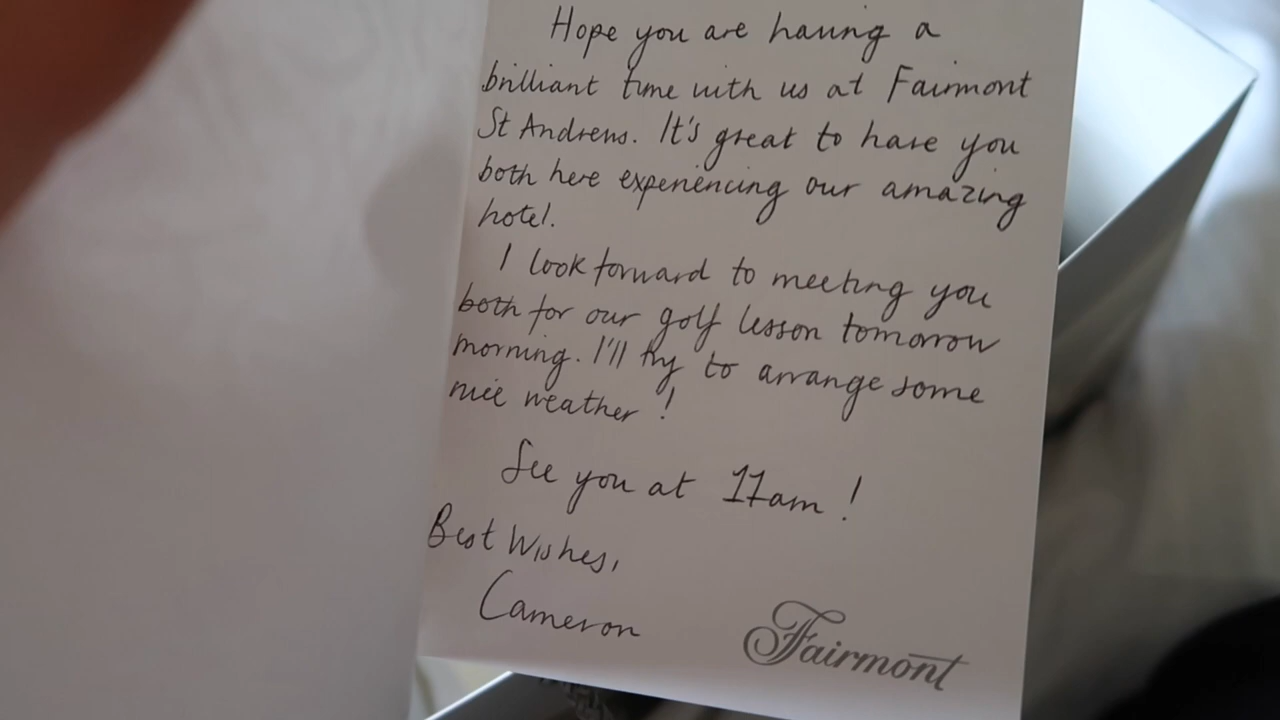 Hope you are having a
brilliant time with us at Fairmont
St Andrews. It's great to have you
both here experiencing our amazing
hotel.
I look forward to meeting you
both for our golf lesson tomorrow
morning. I'll try to arrange some
nice weather!
See you at 11am!
Best Wishes,
Cameron
Fairmont